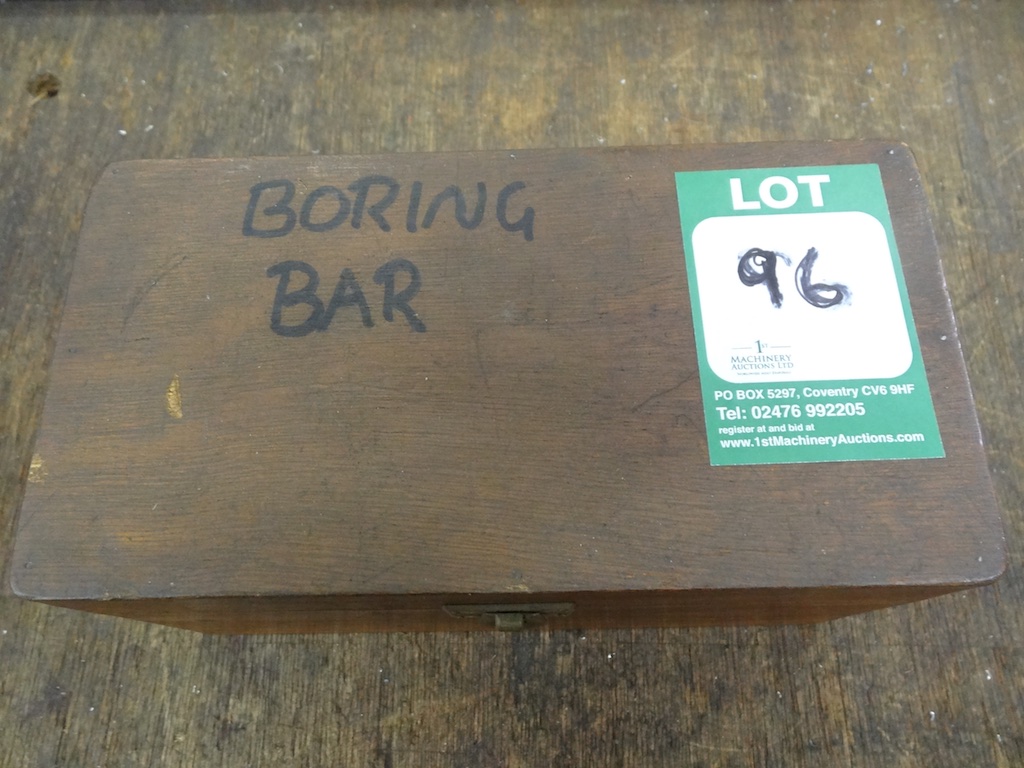 BORING
BAR
LOT
96
1ST
MACHINERY
AUCTIONS LTD
PO BOX 5297, Coventry CV6 9HF
Tel: 02476 992205
register at and bid at
www.1stMachineryAuctions.com